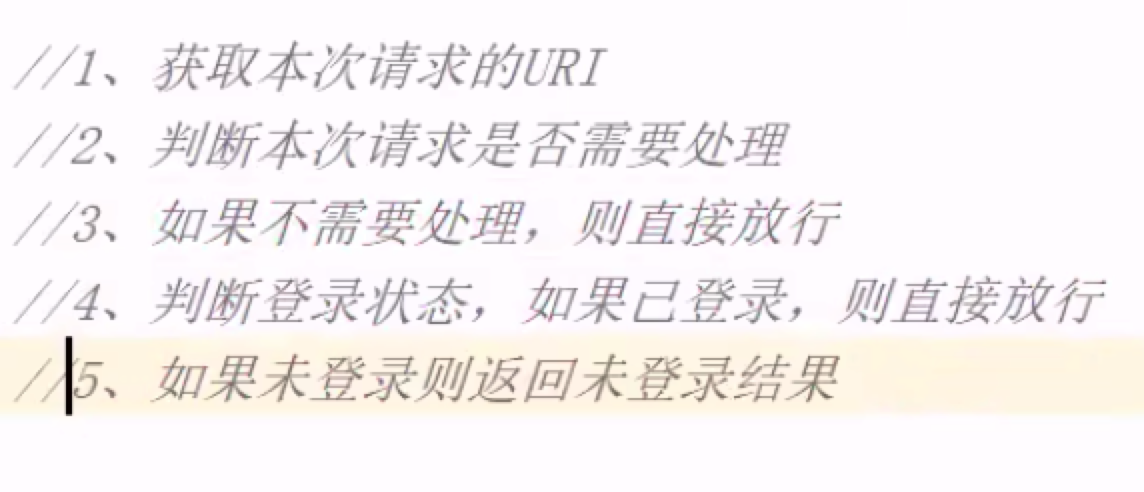 //1、获取本次请求的URI
//2、判断本次请求是否需要处理
//3、如果不需要处理，则直接放行
//4、判断登录状态，如果已登录，则直接放行
//5、如果未登录则返回未登录结果